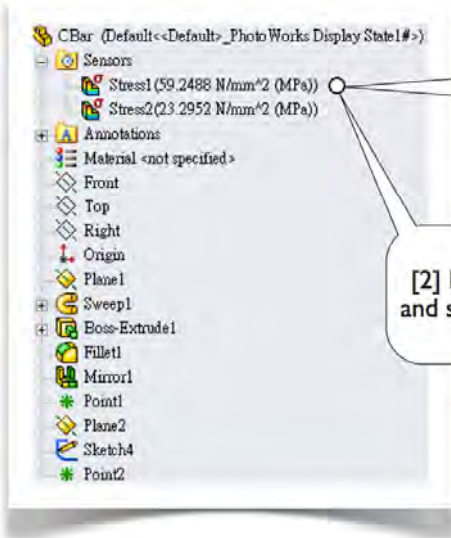 CBar (Default<<Default>_PhotoWorks Display State1#>)
Sensors
Stress1(59.2488 N/mm^2 (MPa))
Stress2(23.2952 N/mm^2 (MPa))
A Annotations
Material <not specified>
Front
Top
Right
Origin
Plane1
[2]
Sweep1
and
Boss-Extrude1
Fillet1
Mirror1
Point1
Plane2
Sketch4
Point2